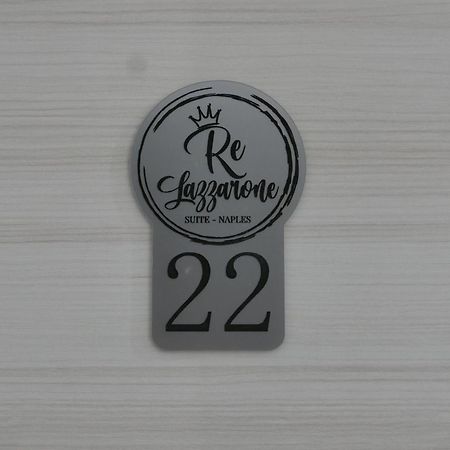 Re
Lazzarone
SUITE - NAPLES
22